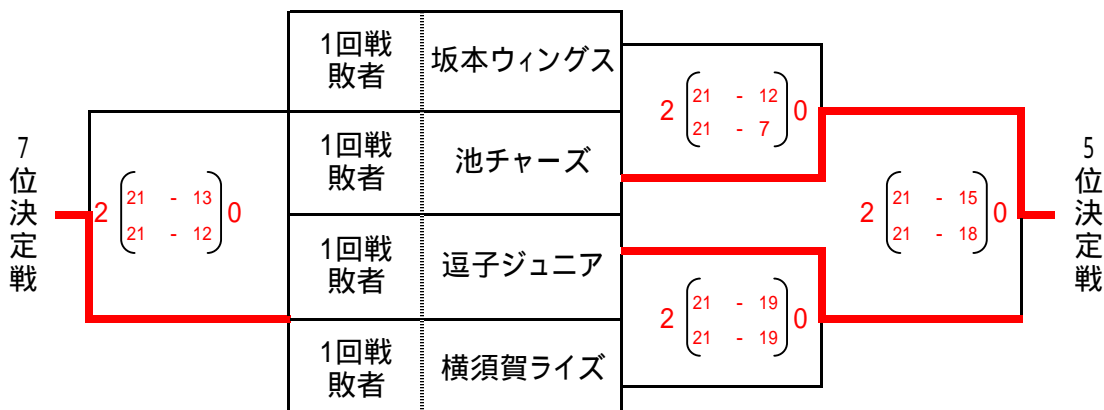 1回戦
敗者
坂本ウィングス
2 21 - 12 0
21 - 7
7位決定戦
1回戦
敗者
池チャーズ
5位決定戦
2 21 - 13 0
21 - 12
2 21 - 15 0
21 - 18
1回戦
敗者
逗子ジュニア
2 21 - 19 0
21 - 19
1回戦
敗者
横須賀ライズ